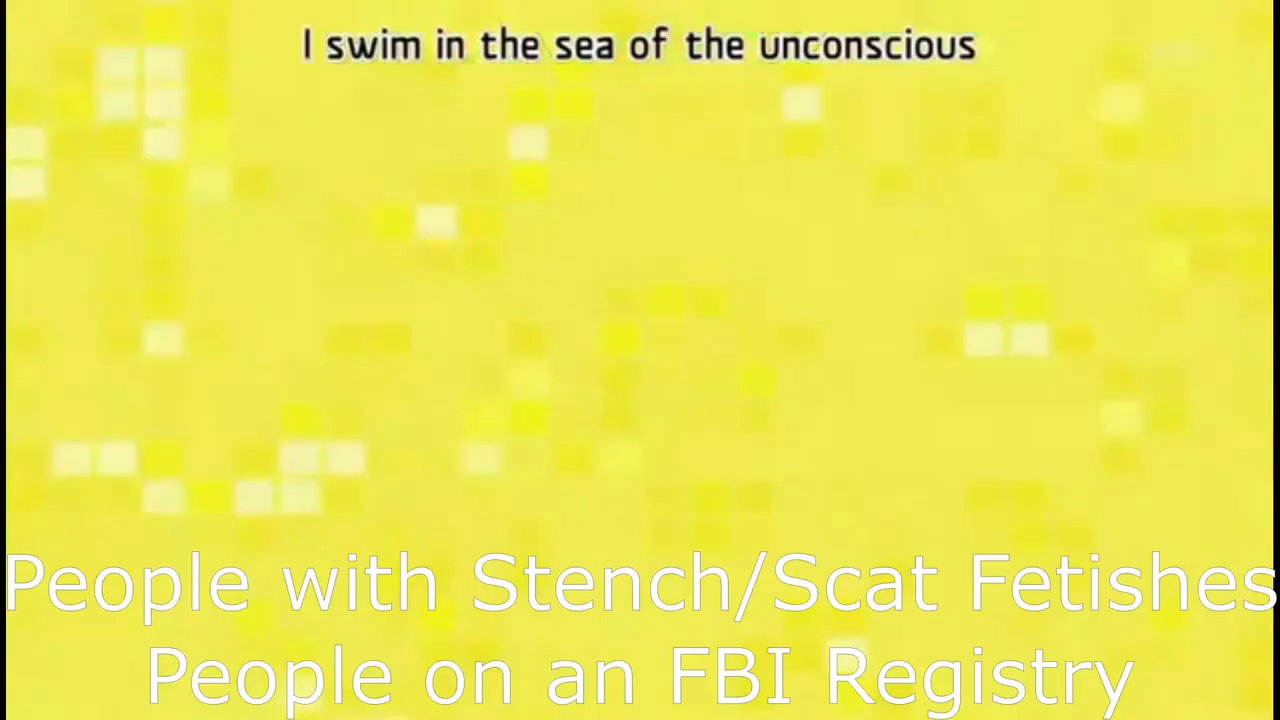 I swim in the sea of the unconscious
People with Stench/Scat Fetishes
People on an FBI Registry